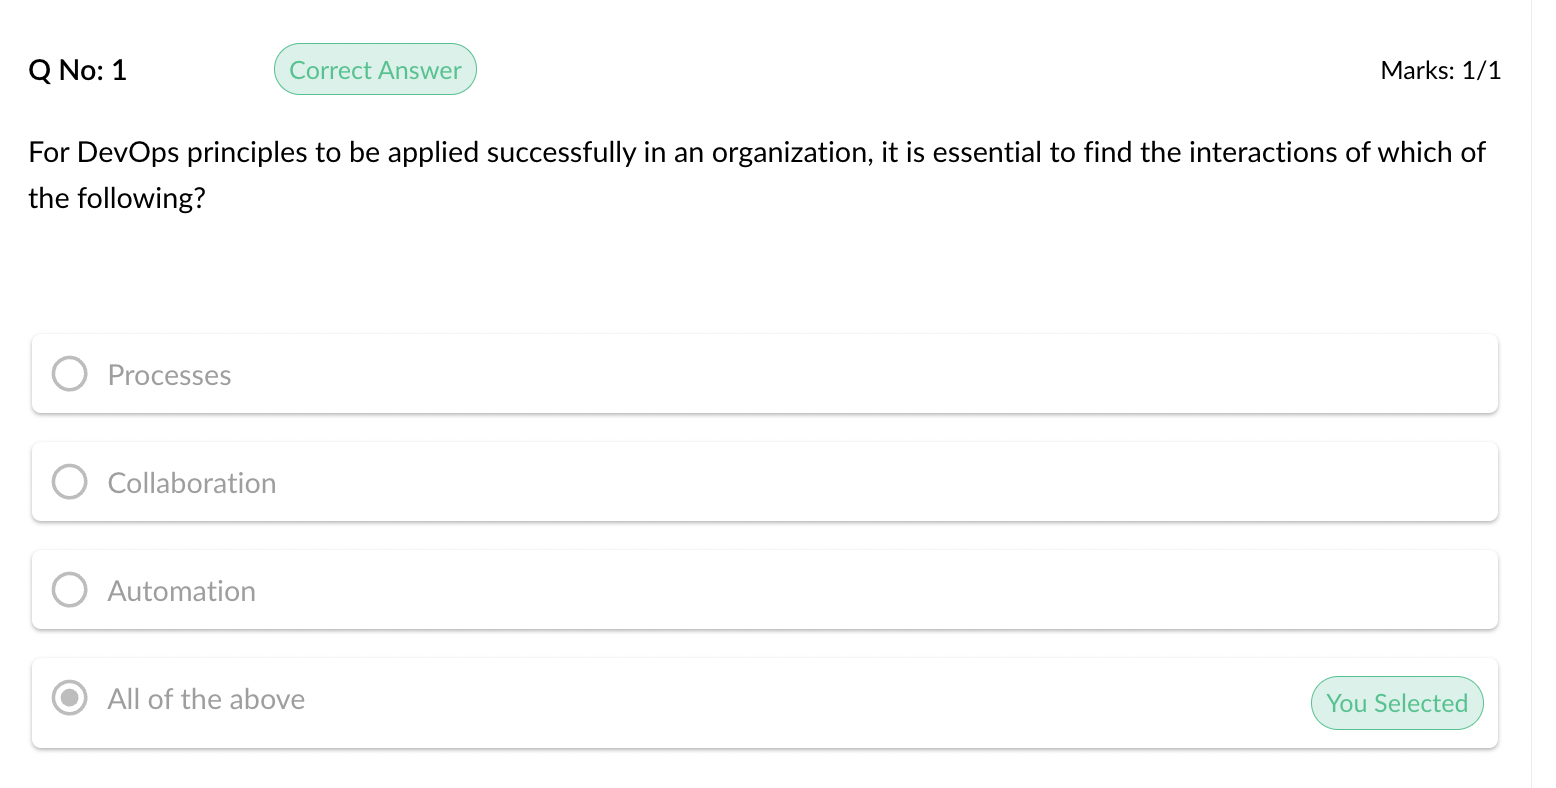 Q No: 1
Correct Answer
Marks: 1/1
For DevOps principles to be applied successfully in an organization, it is essential to find the interactions of which of
the following?
Processes
Collaboration
Automation
All of the above
You Selected